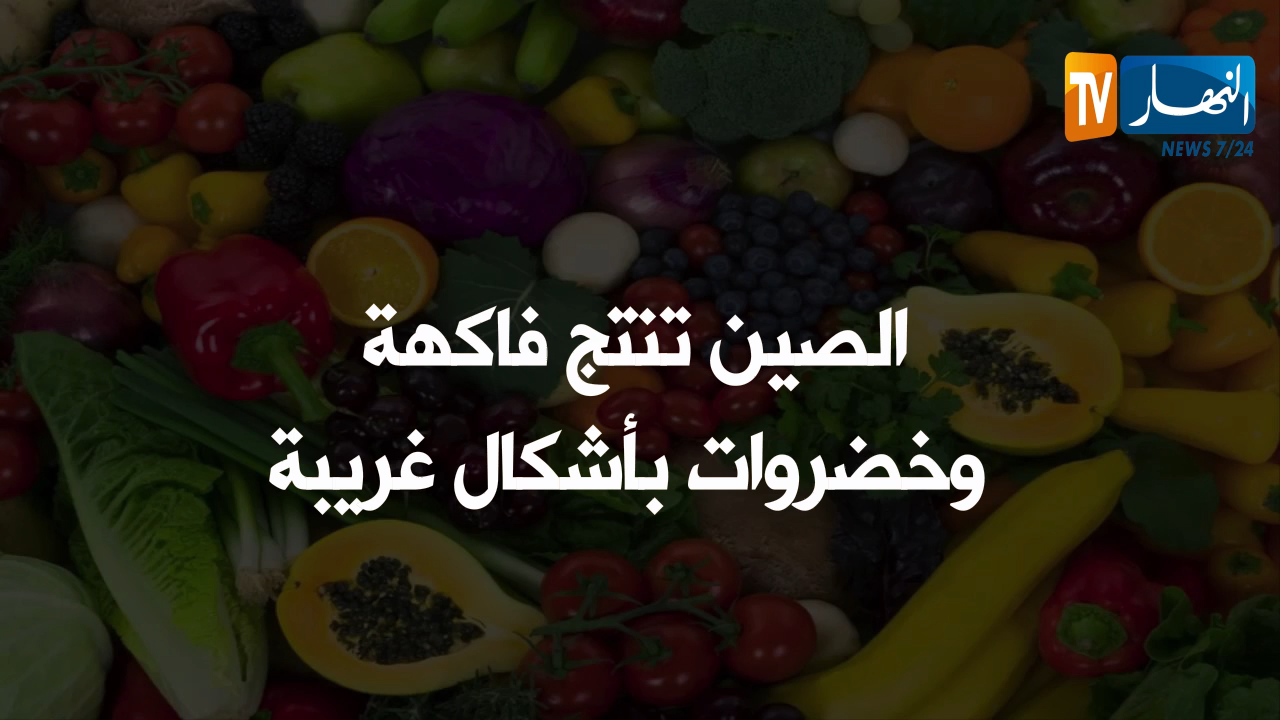 النهار TV
NEWS 7/24
الصين تنتج فاكهة
وخضروات بأشكال غريبة